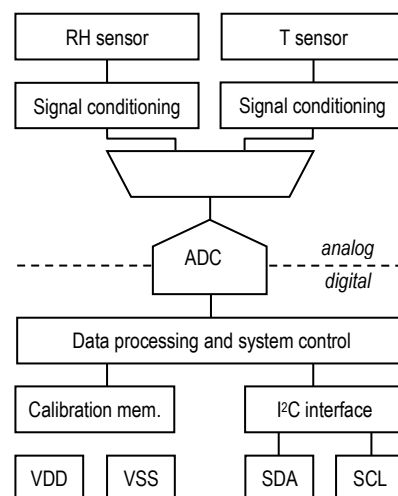 RH sensor
T sensor
Signal conditioning
Signal conditioning
ADC
analog
digital
Data processing and system control
Calibration mem.
I²C interface
VDD
VSS
SDA
SCL